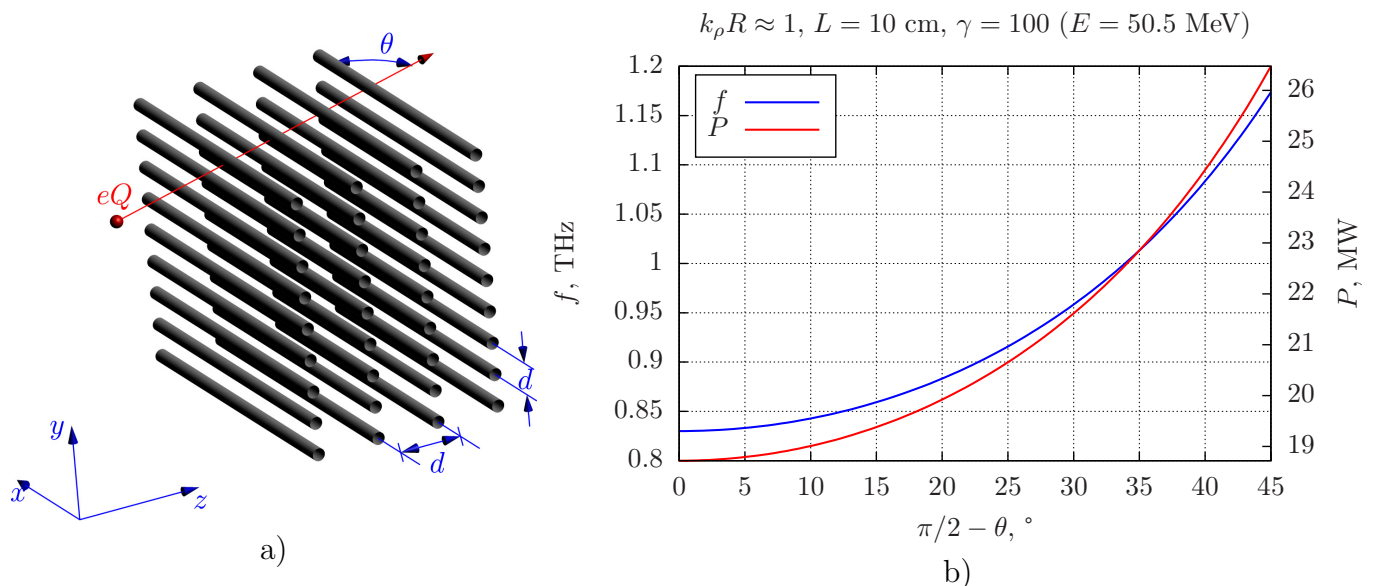 θ
eQ
d
d
y
x
z
a)
k_ρR ≈ 1, L = 10 cm, γ = 100 (E = 50.5 MeV)
f
P
1.2
1.15
1.1
1.05
1
0.95
0.9
0.85
0.8
f, THz
26
25
24
23
22
21
20
19
P, MW
0 5 10 15 20 25 30 35 40 45
π/2 − θ, °
b)